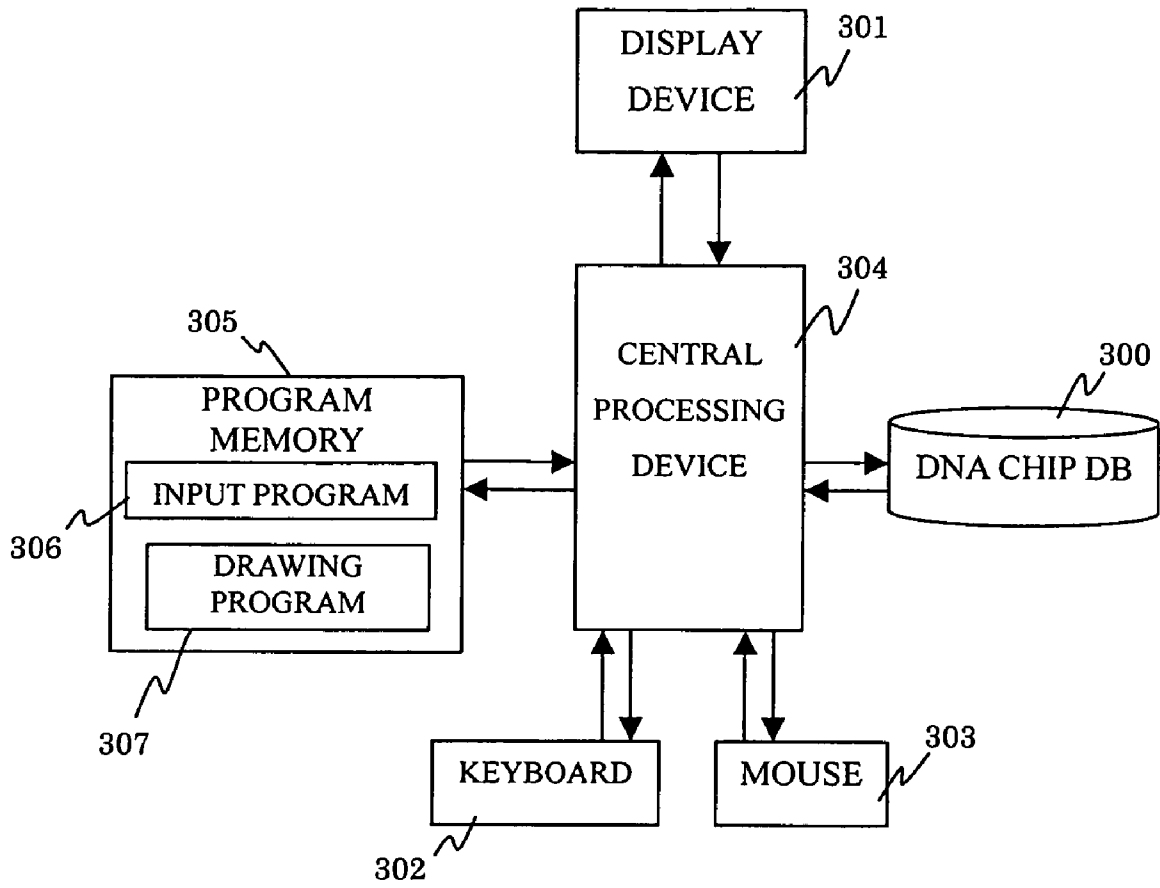 DISPLAY
DEVICE
301
304
CENTRAL
PROCESSING
DEVICE
305
PROGRAM
MEMORY
INPUT PROGRAM
306
DRAWING
PROGRAM
307
300
DNA CHIP DB
KEYBOARD
302
MOUSE
303